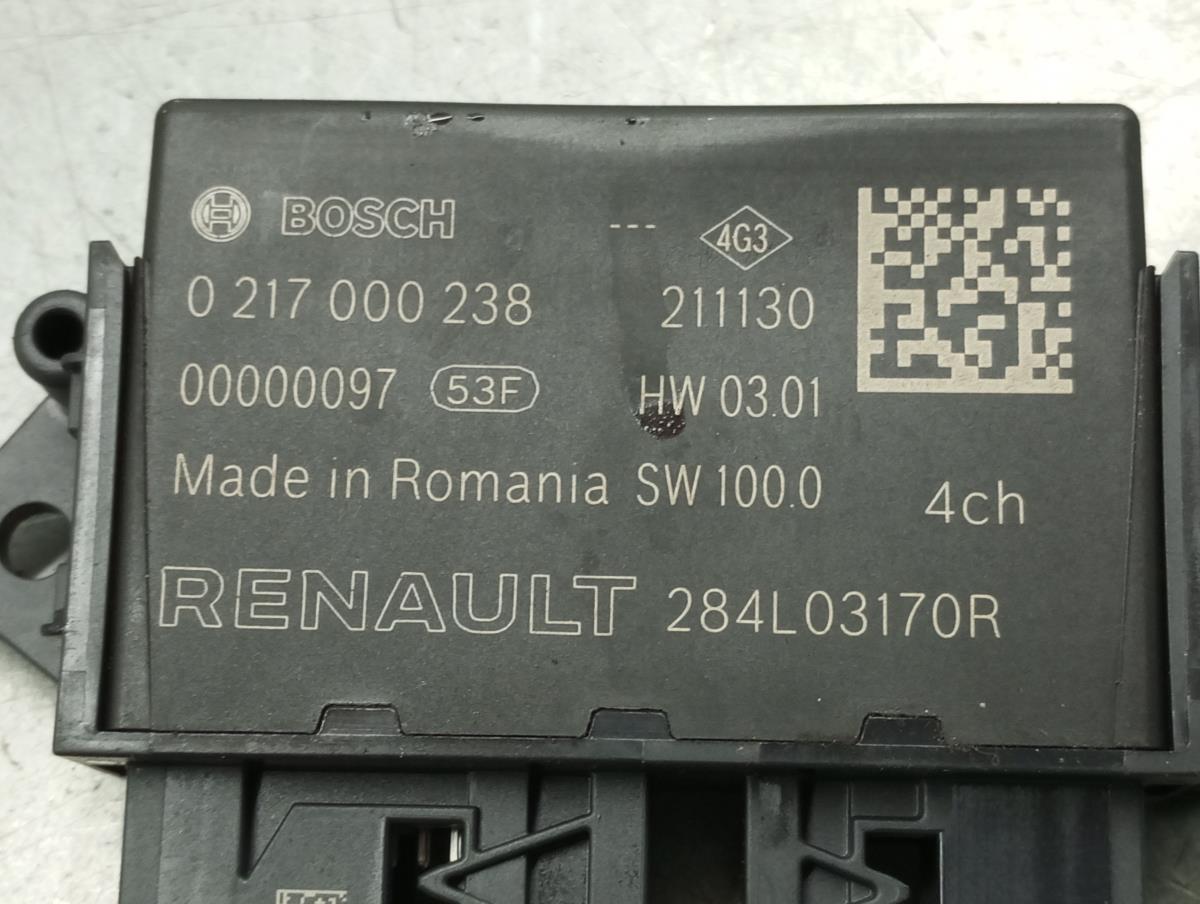 BOSCH --- 4G3
0 217 000 238 211130
00000097 53F HW 03.01
Made in Romania SW 100.0 4ch
RENAULT 284L03170R